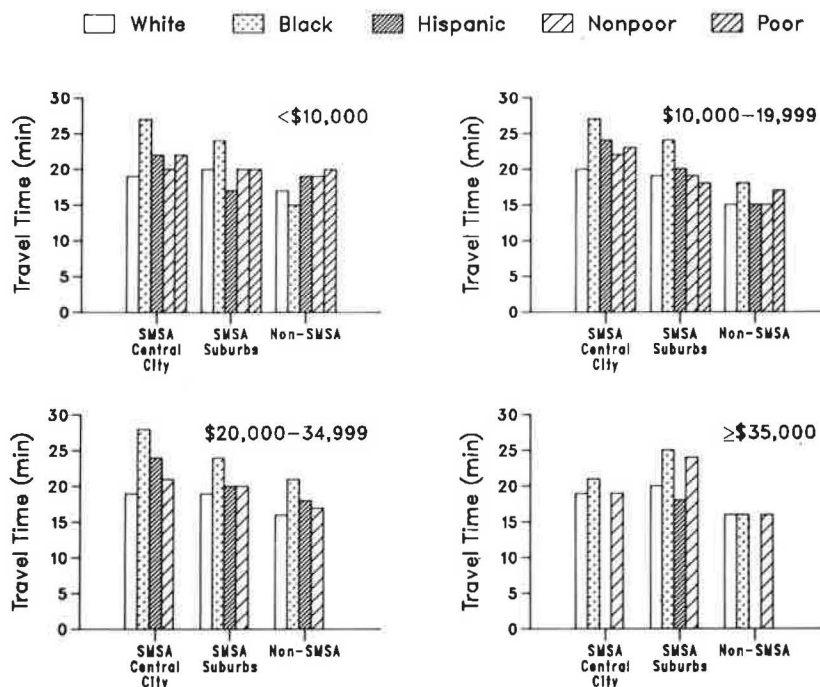 White Black Hispanic Nonpoor Poor
<$10,000
Travel Time (min)
30
25
20
15
10
5
0
SMSA Central City
SMSA Suburbs
Non-SMSA
$10,000–19,999
Travel Time (min)
30
25
20
15
10
5
0
SMSA Central City
SMSA Suburbs
Non-SMSA
$20,000–34,999
Travel Time (min)
30
25
20
15
10
5
0
SMSA Central City
SMSA Suburbs
Non-SMSA
≥$35,000
Travel Time (min)
30
25
20
15
10
5
0
SMSA Central City
SMSA Suburbs
Non-SMSA